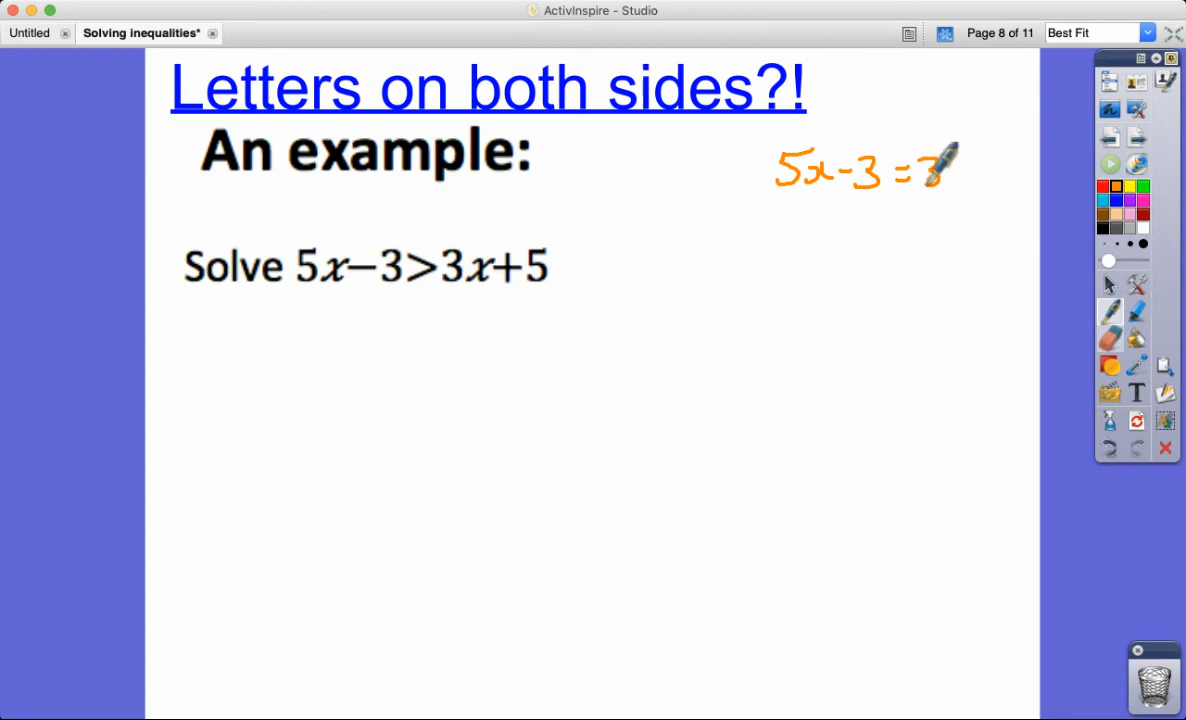 ActivInspire - Studio
Untitled
Solving inequalities*
Page 8 of 11
Best Fit
Letters on both sides?!
An example:
5x-3=3
Solve 5x−3>3x+5
T